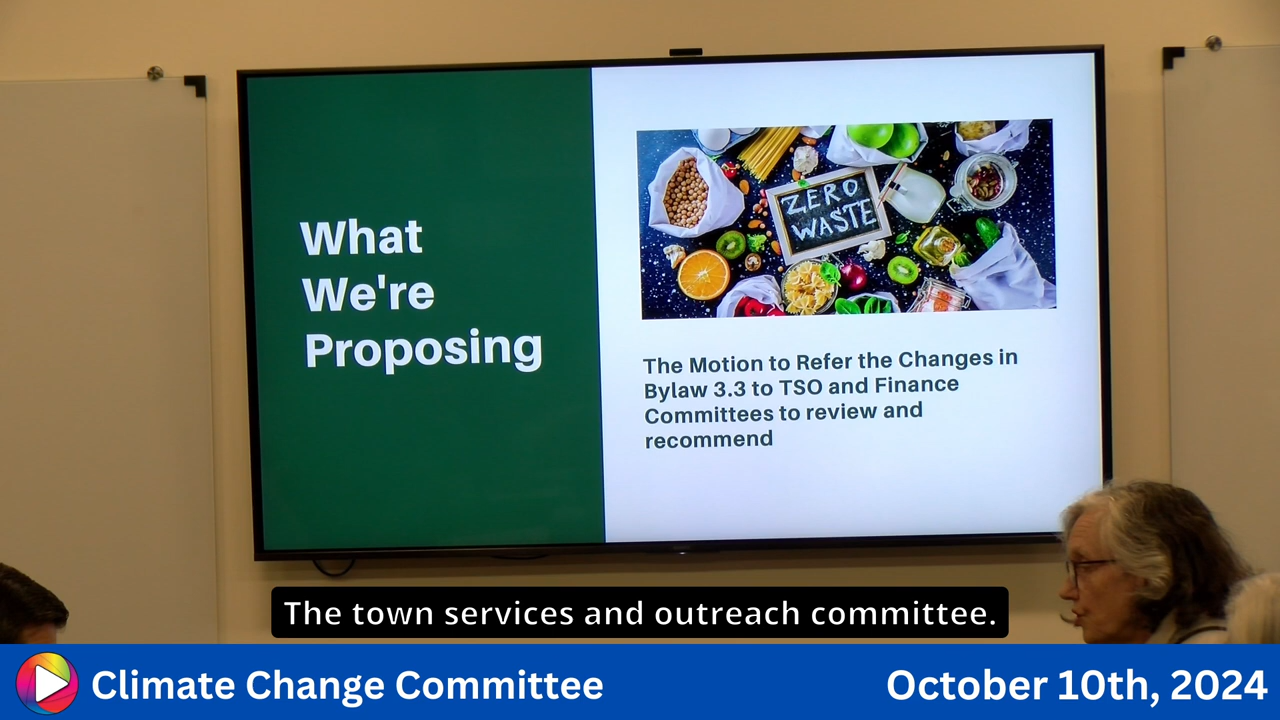 What
We're
Proposing
ZERO
WASTE
The Motion to Refer the Changes in
Bylaw 3.3 to TSO and Finance
Committees to review and
recommend
The town services and outreach committee.
Climate Change Committee
October 10th, 2024